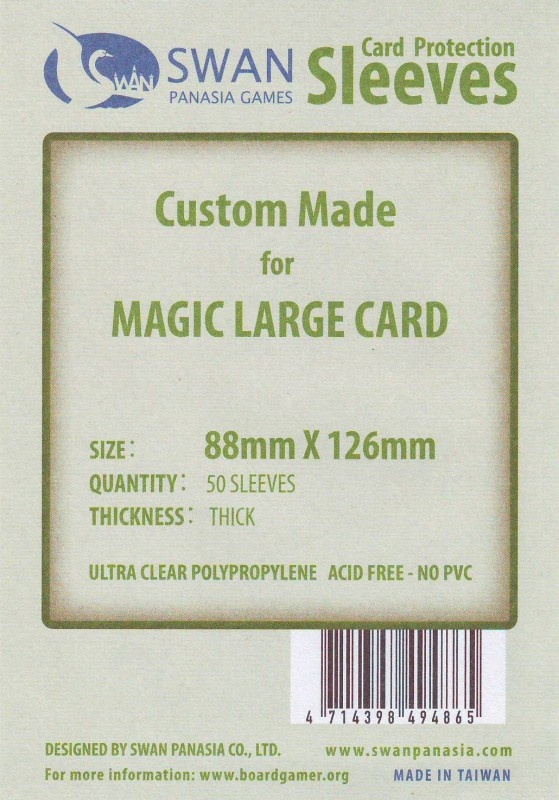 SWAN
SWAN
PANASIA GAMES
Card Protection
Sleeves
Custom Made
for
MAGIC LARGE CARD
SIZE: 88mm X 126mm
QUANTITY: 50 SLEEVES
THICKNESS: THICK
ULTRA CLEAR POLYPROPYLENE ACID FREE - NO PVC
4 714398 494865
DESIGNED BY SWAN PANASIA CO., LTD. www.swanpanasia.com
For more information: www.boardgamer.org MADE IN TAIWAN